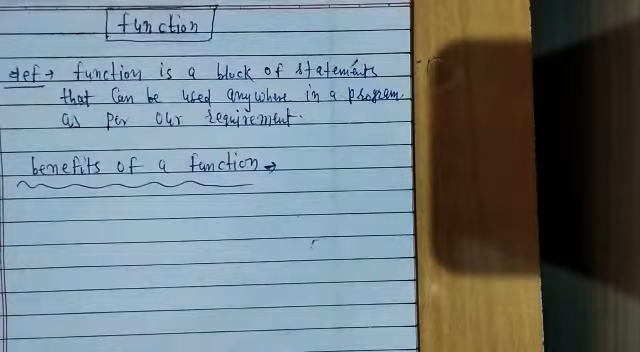 function
def → function is a block of statements
that can be used anywhere in a program.
as per our requirement.
benefits of a function →